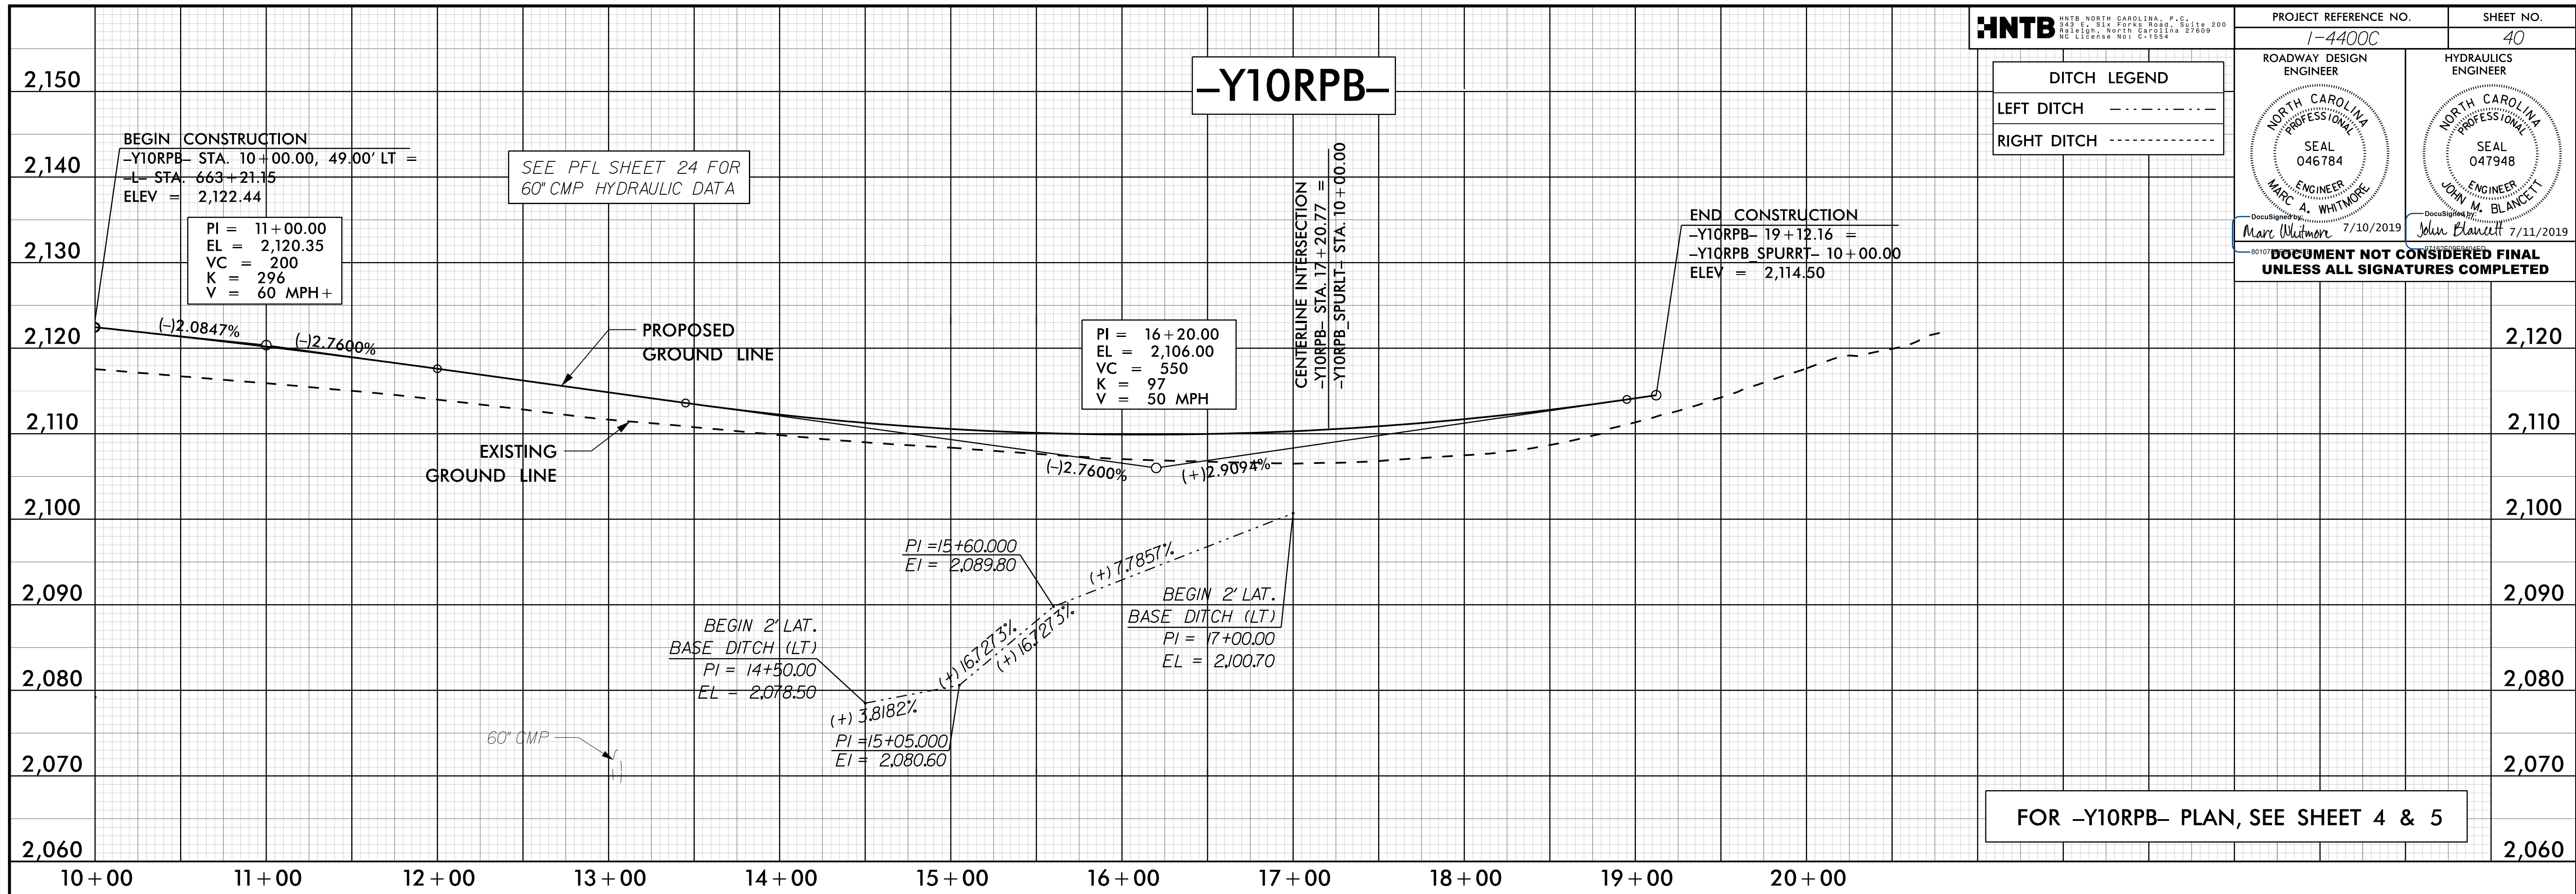 HNTB
HNTB NORTH CAROLINA, P.C.
343 E. Six Forks Road, Suite 200
Raleigh, North Carolina 27609
NC License No: C-1554
PROJECT REFERENCE NO.
SHEET NO.
I-4400C
40
ROADWAY DESIGN
ENGINEER
HYDRAULICS
ENGINEER
NORTH CAROLINA
PROFESSIONAL
SEAL
046784
ENGINEER
MARC A. WHITMORE
NORTH CAROLINA
PROFESSIONAL
SEAL
047948
ENGINEER
JOHN M. BLANCETT
DocuSigned by:
Marc Whitmore 7/10/2019
DocuSigned by:
John Blancett 7/11/2019
DOCUMENT NOT CONSIDERED FINAL
UNLESS ALL SIGNATURES COMPLETED
DITCH LEGEND
LEFT DITCH
RIGHT DITCH
–Y10RPB–
BEGIN CONSTRUCTION
–Y10RPB– STA. 10+00.00, 49.00' LT =
–L– STA. 663+21.15
ELEV = 2,122.44
PI = 11+00.00
EL = 2,120.35
VC = 200
K = 296
V = 60 MPH+
SEE PFL SHEET 24 FOR
60" CMP HYDRAULIC DATA
(–)2.0847%
(–)2.7600%
PROPOSED
GROUND LINE
EXISTING
GROUND LINE
PI = 16+20.00
EL = 2,106.00
VC = 550
K = 97
V = 50 MPH
CENTERLINE INTERSECTION
–Y10RPB– STA. 17+20.77 =
–Y10RPB_SPURLT– STA. 10+00.00
END CONSTRUCTION
–Y10RPB– 19+12.16 =
–Y10RPB_SPURRT– 10+00.00
ELEV = 2,114.50
(–)2.7600%
(+)2.9094%
PI =15+60.000
El = 2,089.80
(+) 7.7857%
BEGIN 2' LAT.
BASE DITCH (LT)
PI = 17+00.00
EL = 2,100.70
BEGIN 2' LAT.
BASE DITCH (LT)
PI = 14+50.00
EL = 2,078.50
(+) 16.7273%
(+) 16.7273%
(+) 3.8182%
PI =15+05.000
El = 2,080.60
60" CMP
FOR –Y10RPB– PLAN, SEE SHEET 4 & 5
2,150
2,140
2,130
2,120
2,110
2,100
2,090
2,080
2,070
2,060
2,120
2,110
2,100
2,090
2,080
2,070
2,060
10+00 11+00 12+00 13+00 14+00 15+00 16+00 17+00 18+00 19+00 20+00